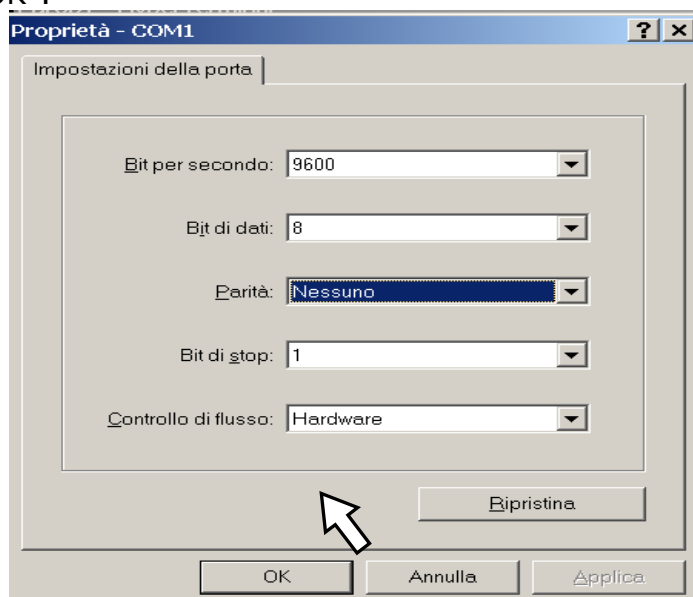 Proprietà - COM1
Impostazioni della porta
Bit per secondo: 9600
Bit di dati: 8
Parità: Nessuno
Bit di stop: 1
Controllo di flusso: Hardware
Ripristina
OK Annulla Applica